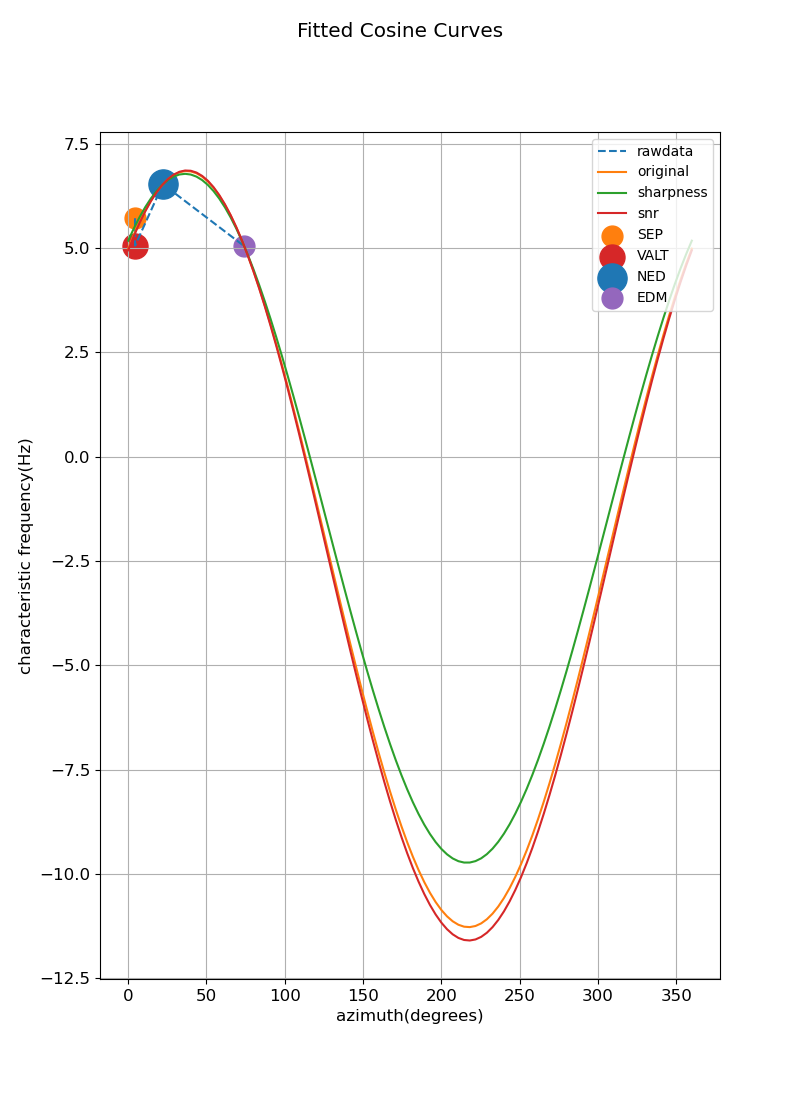 Fitted Cosine Curves
7.5
5.0
2.5
0.0
−2.5
−5.0
−7.5
−10.0
−12.5
characteristic frequency(Hz)
0 50 100 150 200 250 300 350
azimuth(degrees)
rawdata
original
sharpness
snr
SEP
VALT
NED
EDM